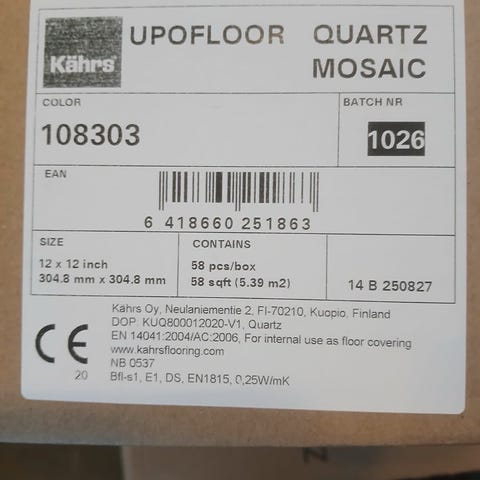 Kährs®
UPOFLOOR QUARTZ
MOSAIC
COLOR
108303
BATCH NR
1026
EAN
6 418660 251863
SIZE
12 x 12 inch
304.8 mm x 304.8 mm
CONTAINS
58 pcs/box
58 sqft (5.39 m2)
14 B 250827
CE
20
Kährs Oy, Neulaniementie 2, FI-70210, Kuopio, Finland
DOP: KUQ800012020-V1, Quartz
EN 14041:2004/AC:2006, For internal use as floor covering
www.kahrsflooring.com
NB 0537
Bfl-s1, E1, DS, EN1815, 0,25W/mK